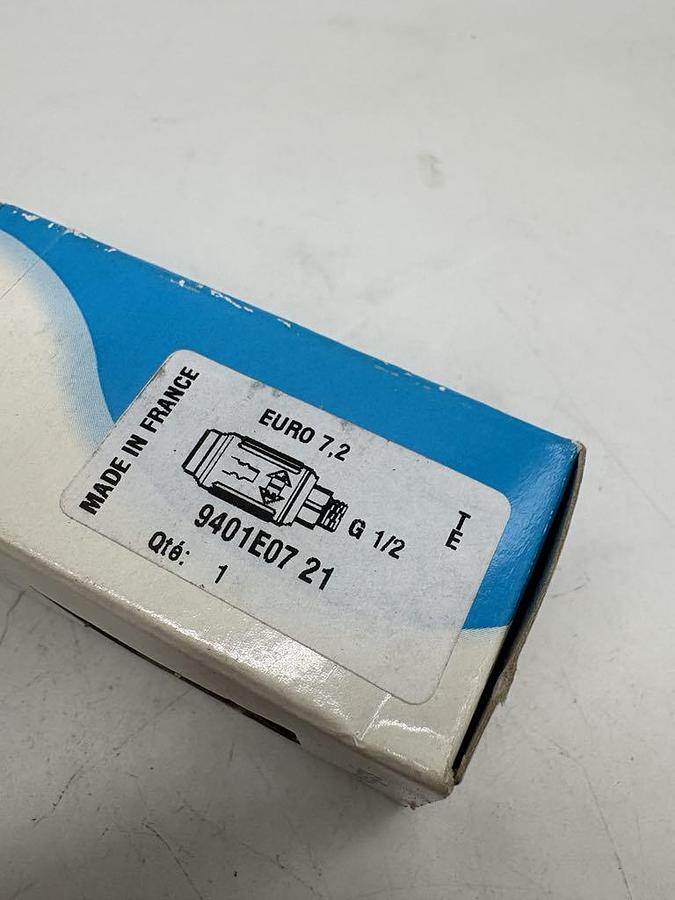 MADE IN FRANCE
EURO 7,2
G 1/2
TE
9401E07 21
Qté: 1